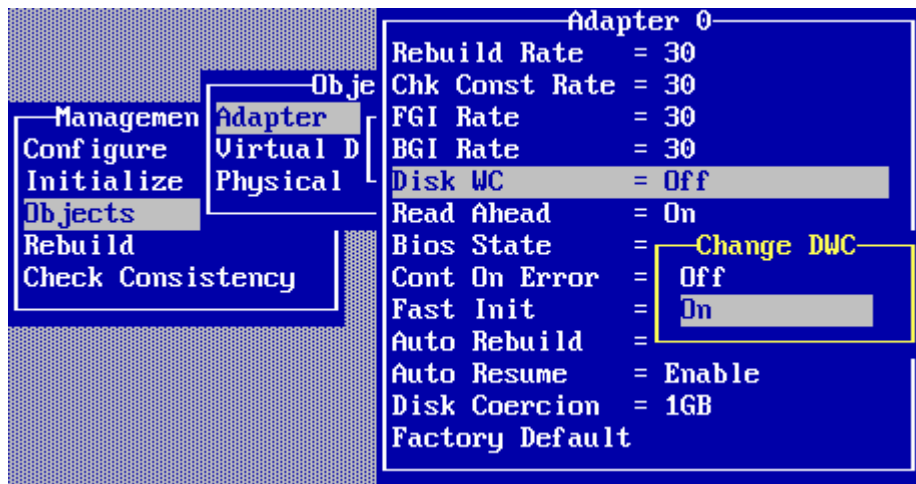 Managemen
Configure
Initialize
Objects
Rebuild
Check Consistency
Obje
Adapter
Virtual D
Physical
Adapter 0
Rebuild Rate = 30
Chk Const Rate = 30
FGI Rate = 30
BGI Rate = 30
Disk WC = Off
Read Ahead = On
Bios State =
Cont On Error =
Fast Init =
Auto Rebuild =
Auto Resume = Enable
Disk Coercion = 1GB
Factory Default
Change DWC
Off
On